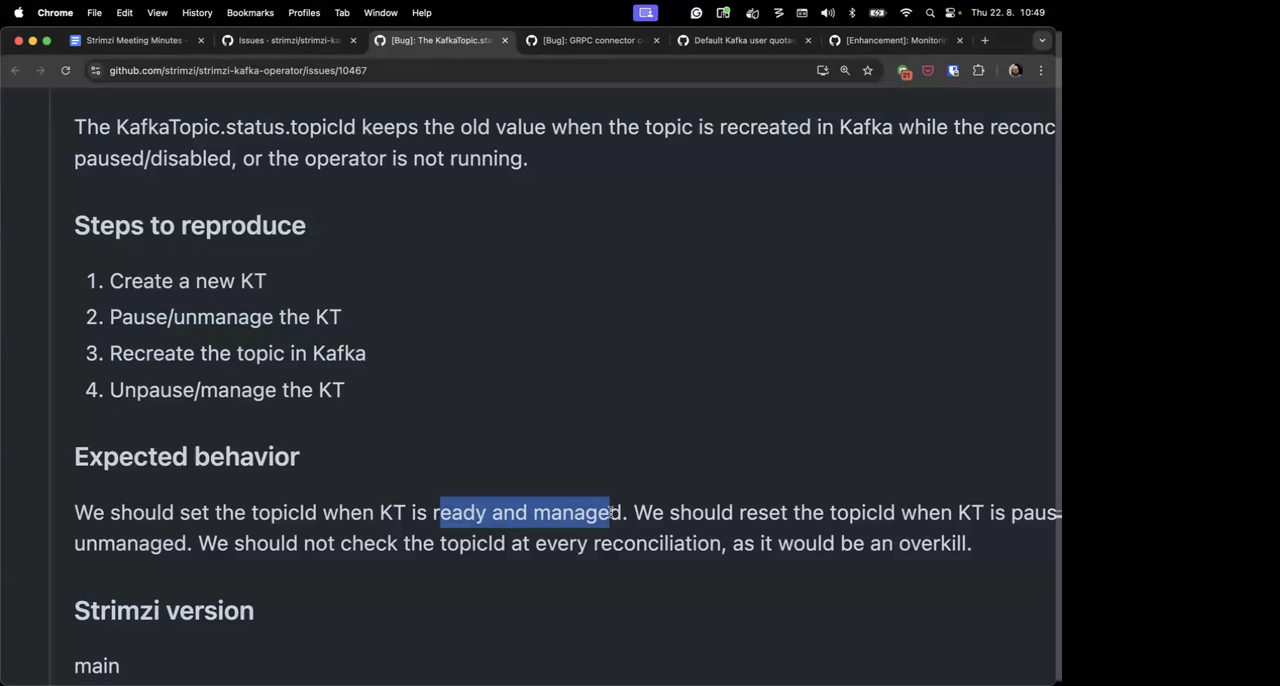 Chrome File Edit View History Bookmarks Profiles Tab Window Help Thu 22. 8. 10:49
Strimzi Meeting Minutes - Issues · strimzi/strimzi-ka [Bug]: The KafkaTopic.sta [Bug]: GRPC connector c Default Kafka user quota [Enhancement]: Monitorin
github.com/strimzi/strimzi-kafka-operator/issues/10467 21
The KafkaTopic.status.topicId keeps the old value when the topic is recreated in Kafka while the reconc
paused/disabled, or the operator is not running.
Steps to reproduce
1. Create a new KT
2. Pause/unmanage the KT
3. Recreate the topic in Kafka
4. Unpause/manage the KT
Expected behavior
We should set the topicId when KT is ready and managed. We should reset the topicId when KT is paus
unmanaged. We should not check the topicId at every reconciliation, as it would be an overkill.
Strimzi version
main